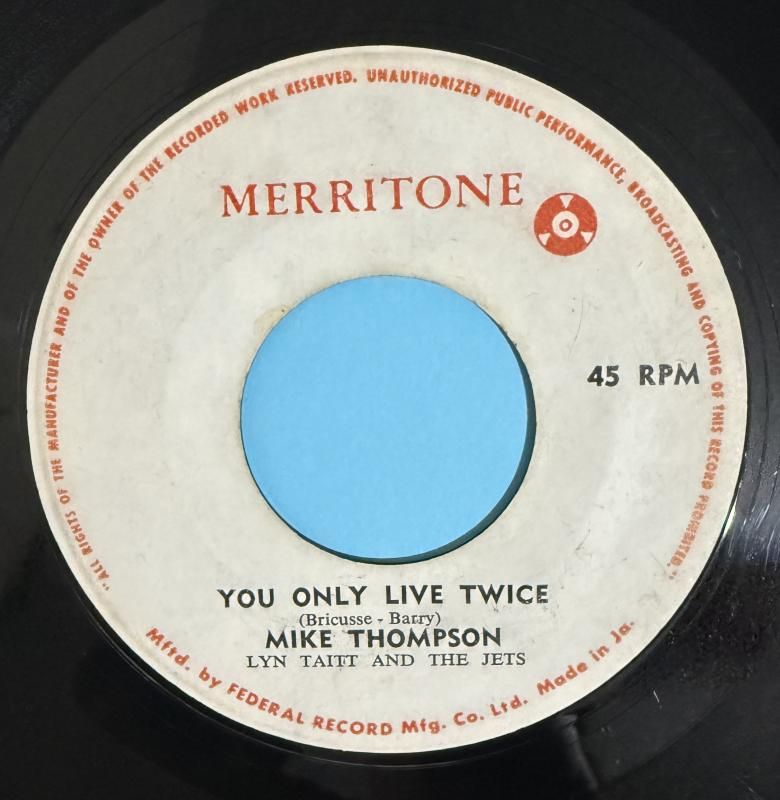 "ALL RIGHTS OF THE MANUFACTURER AND OF THE OWNER OF THE RECORDED WORK RESERVED. UNAUTHORIZED PUBLIC PERFORMANCE, BROADCASTING AND COPYING OF THIS RECORD PROHIBITED."
MERRITONE
45 RPM
YOU ONLY LIVE TWICE
(Bricusse - Barry)
MIKE THOMPSON
LYN TAITT AND THE JETS
Mftd. by FEDERAL RECORD Mfg. Co. Ltd. Made in Ja.